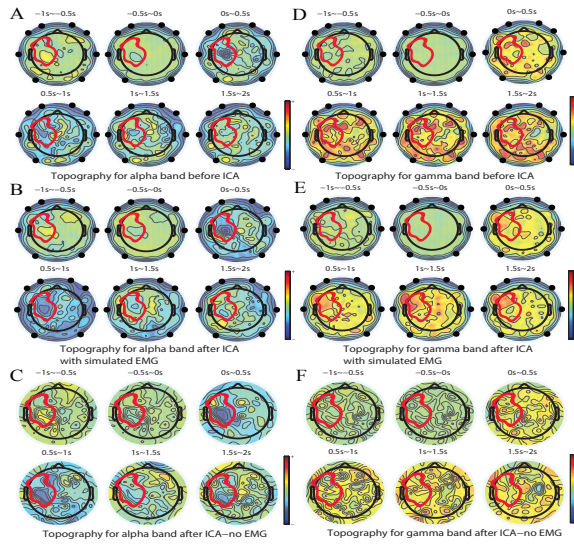 A
−1s~−0.5s
−0.5s~0s
0s~0.5s
0.5s~1s
1s~1.5s
1.5s~2s
Topography for alpha band before ICA
B
−1s~−0.5s
−0.5s~0s
0s~0.5s
0.5s~1s
1s~1.5s
1.5s~2s
Topography for alpha band after ICA
with simulated EMG
C
−1s~−0.5s
−0.5s~0s
0s~0.5s
0.5s~1s
1s~1.5s
1.5s~2s
Topography for alpha band after ICA−no EMG
D
−1s~−0.5s
−0.5s~0s
0s~0.5s
0.5s~1s
1s~1.5s
1.5s~2s
Topography for gamma band before ICA
E
−1s~−0.5s
−0.5s~0s
0s~0.5s
0.5s~1s
1s~1.5s
1.5s~2s
Topography for gamma band after ICA
with simulated EMG
F
−1s~−0.5s
−0.5s~0s
0s~0.5s
0.5s~1s
1s~1.5s
1.5s~2s
Topography for gamma band after ICA−no EMG